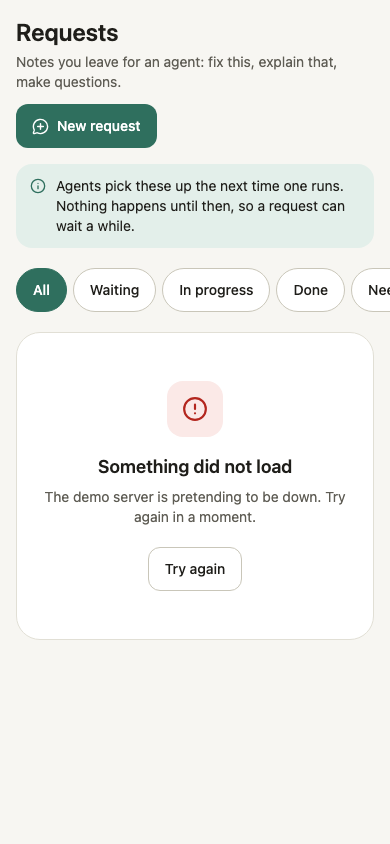 Requests
Notes you leave for an agent: fix this, explain that,
make questions.
New request
Agents pick these up the next time one runs.
Nothing happens until then, so a request can
wait a while.
All
Waiting
In progress
Done
Nee
Something did not load
The demo server is pretending to be down. Try
again in a moment.
Try again